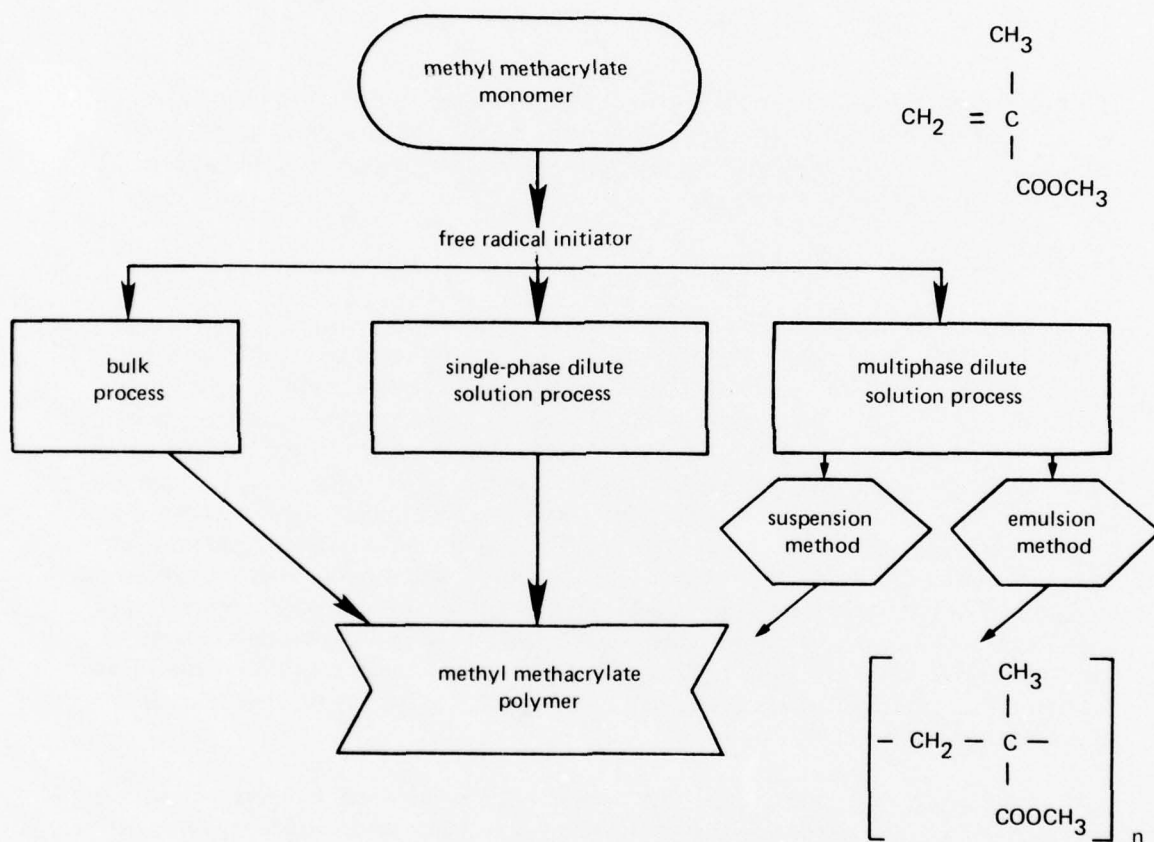 methyl methacrylate
monomer
CH3
|
CH2 = C
|
COOCH3
free radical initiator
bulk
process
single-phase dilute
solution process
multiphase dilute
solution process
suspension
method
emulsion
method
methyl methacrylate
polymer
CH3
|
— CH2 — C —
|
COOCH3
n